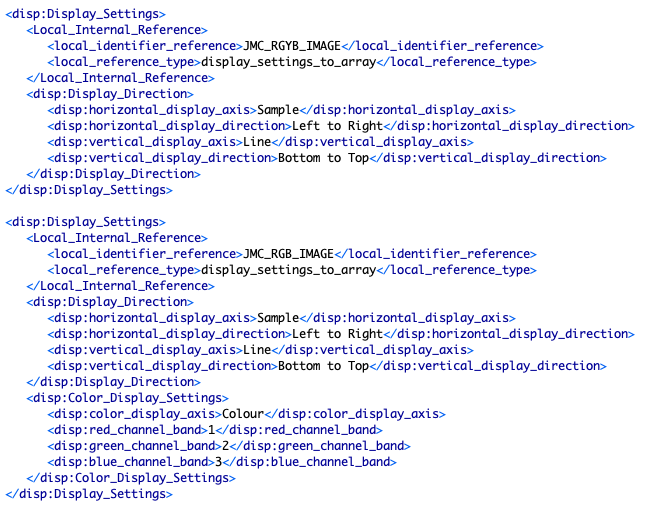 <disp:Display_Settings>
<Local_Internal_Reference>
<local_identifier_reference>JMC_RGYB_IMAGE</local_identifier_reference>
<local_reference_type>display_settings_to_array</local_reference_type>
</Local_Internal_Reference>
<disp:Display_Direction>
<disp:horizontal_display_axis>Sample</disp:horizontal_display_axis>
<disp:horizontal_display_direction>Left to Right</disp:horizontal_display_direction>
<disp:vertical_display_axis>Line</disp:vertical_display_axis>
<disp:vertical_display_direction>Bottom to Top</disp:vertical_display_direction>
</disp:Display_Direction>
</disp:Display_Settings>

<disp:Display_Settings>
<Local_Internal_Reference>
<local_identifier_reference>JMC_RGB_IMAGE</local_identifier_reference>
<local_reference_type>display_settings_to_array</local_reference_type>
</Local_Internal_Reference>
<disp:Display_Direction>
<disp:horizontal_display_axis>Sample</disp:horizontal_display_axis>
<disp:horizontal_display_direction>Left to Right</disp:horizontal_display_direction>
<disp:vertical_display_axis>Line</disp:vertical_display_axis>
<disp:vertical_display_direction>Bottom to Top</disp:vertical_display_direction>
</disp:Display_Direction>
<disp:Color_Display_Settings>
<disp:color_display_axis>Colour</disp:color_display_axis>
<disp:red_channel_band>1</disp:red_channel_band>
<disp:green_channel_band>2</disp:green_channel_band>
<disp:blue_channel_band>3</disp:blue_channel_band>
</disp:Color_Display_Settings>
</disp:Display_Settings>